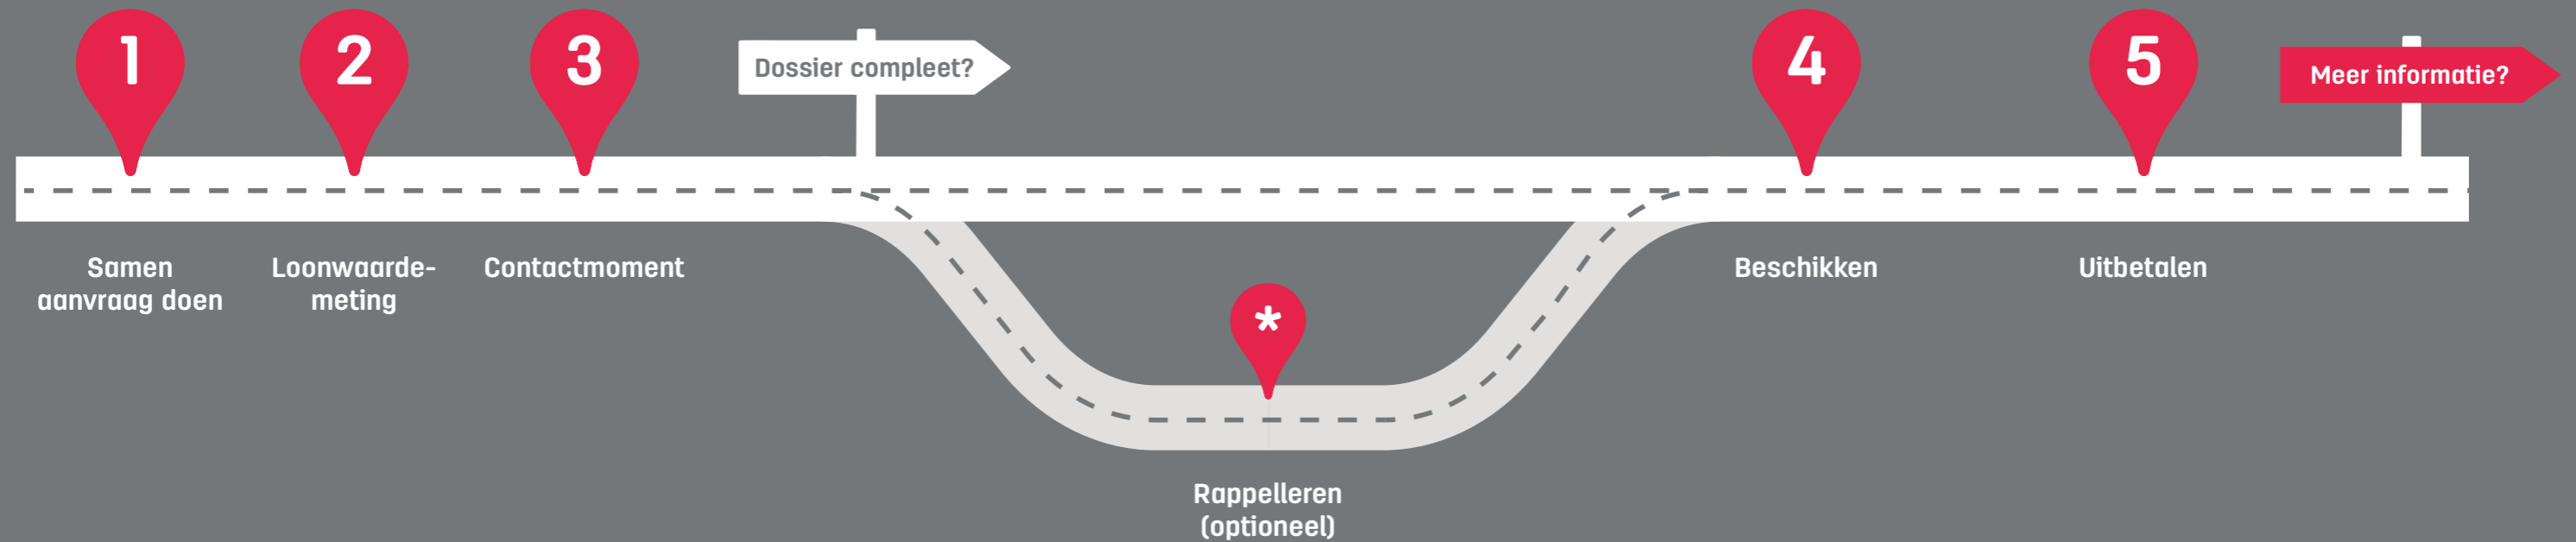 1
2
3
Dossier compleet?
4
5
Meer informatie?
Samen
aanvraag doen
Loonwaarde-
meting
Contactmoment
Beschikken
Uitbetalen
*
Rappelleren
(optioneel)